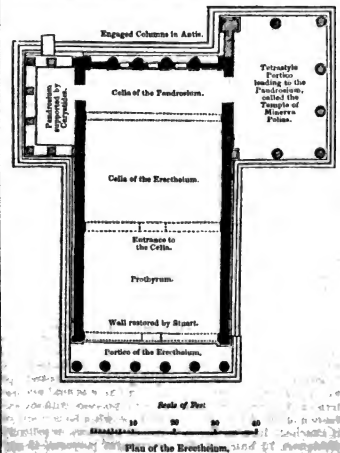 Engaged Columns in Antis.
Tetrastyle
Portico
leading to the
Pandrosium,
called the
Temple of
Minerva
Polias.
Pandrosium
supported by
Caryatides.
Cella of the Pandrosium.
Cella of the Erectheium.
Entrance to
the Cella.
Prothyrum.
Wall restored by Stuart.
Portico of the Erectheium.
Scale of Feet
10 20 30 40
Plan of the Erectheium.